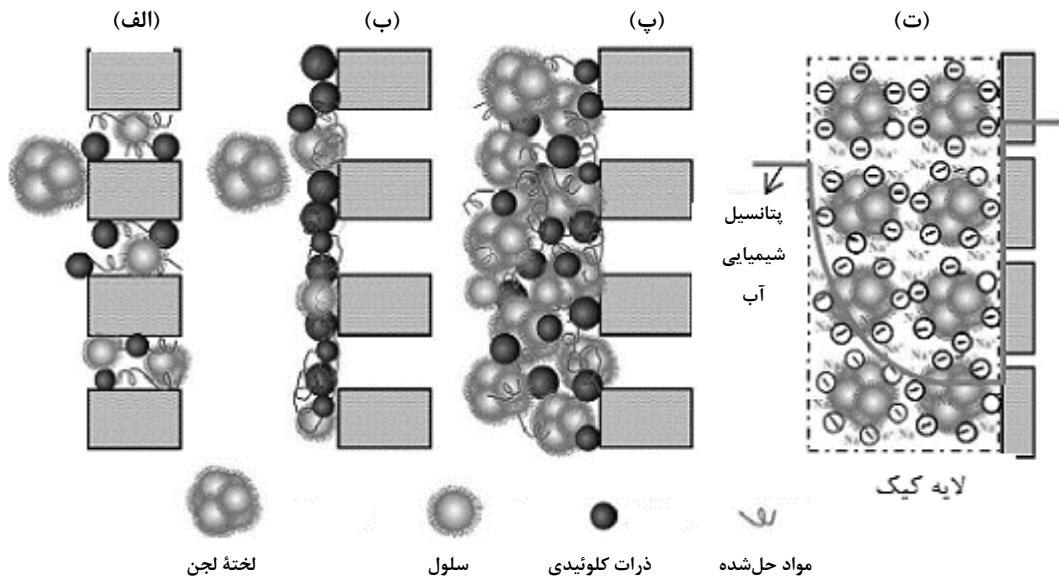 (الف) (ب) (پ) (ت)
پتانسیل
شیمیایی
آب
لایه کیک
لختهٔ لجن سلول ذرات کلوئیدی مواد حل‌شده